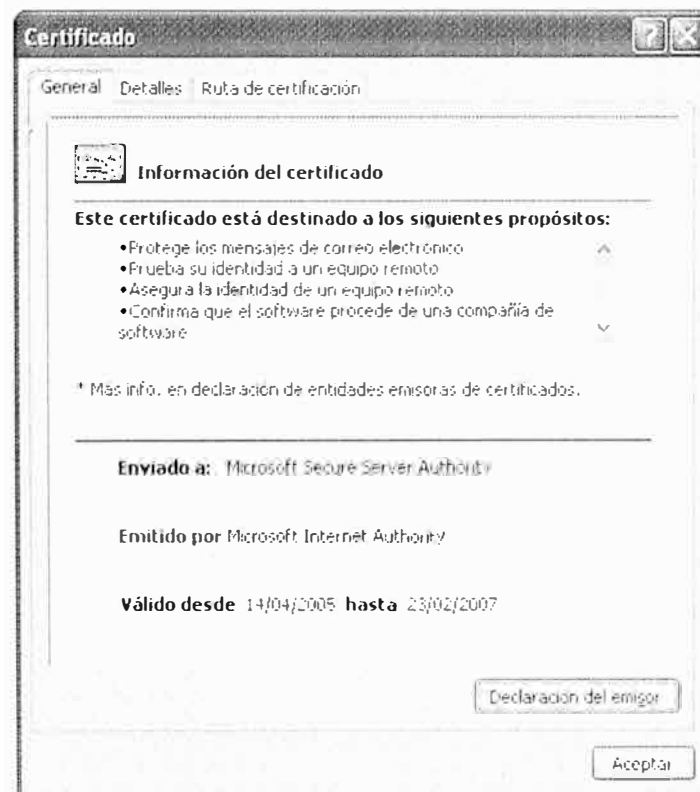 Certificado
General Detalles Ruta de certificación
Información del certificado
Este certificado está destinado a los siguientes propósitos:
•Protege los mensajes de correo electrónico
•Prueba su identidad a un equipo remoto
•Asegura la identidad de un equipo remoto
•Confirma que el software procede de una compañía de
software
* Más info. en declaración de entidades emisoras de certificados.
Enviado a: Microsoft Secure Server Authority
Emitido por Microsoft Internet Authority
Válido desde 14/04/2005 hasta 23/02/2007
Declaración del emisor
Aceptar